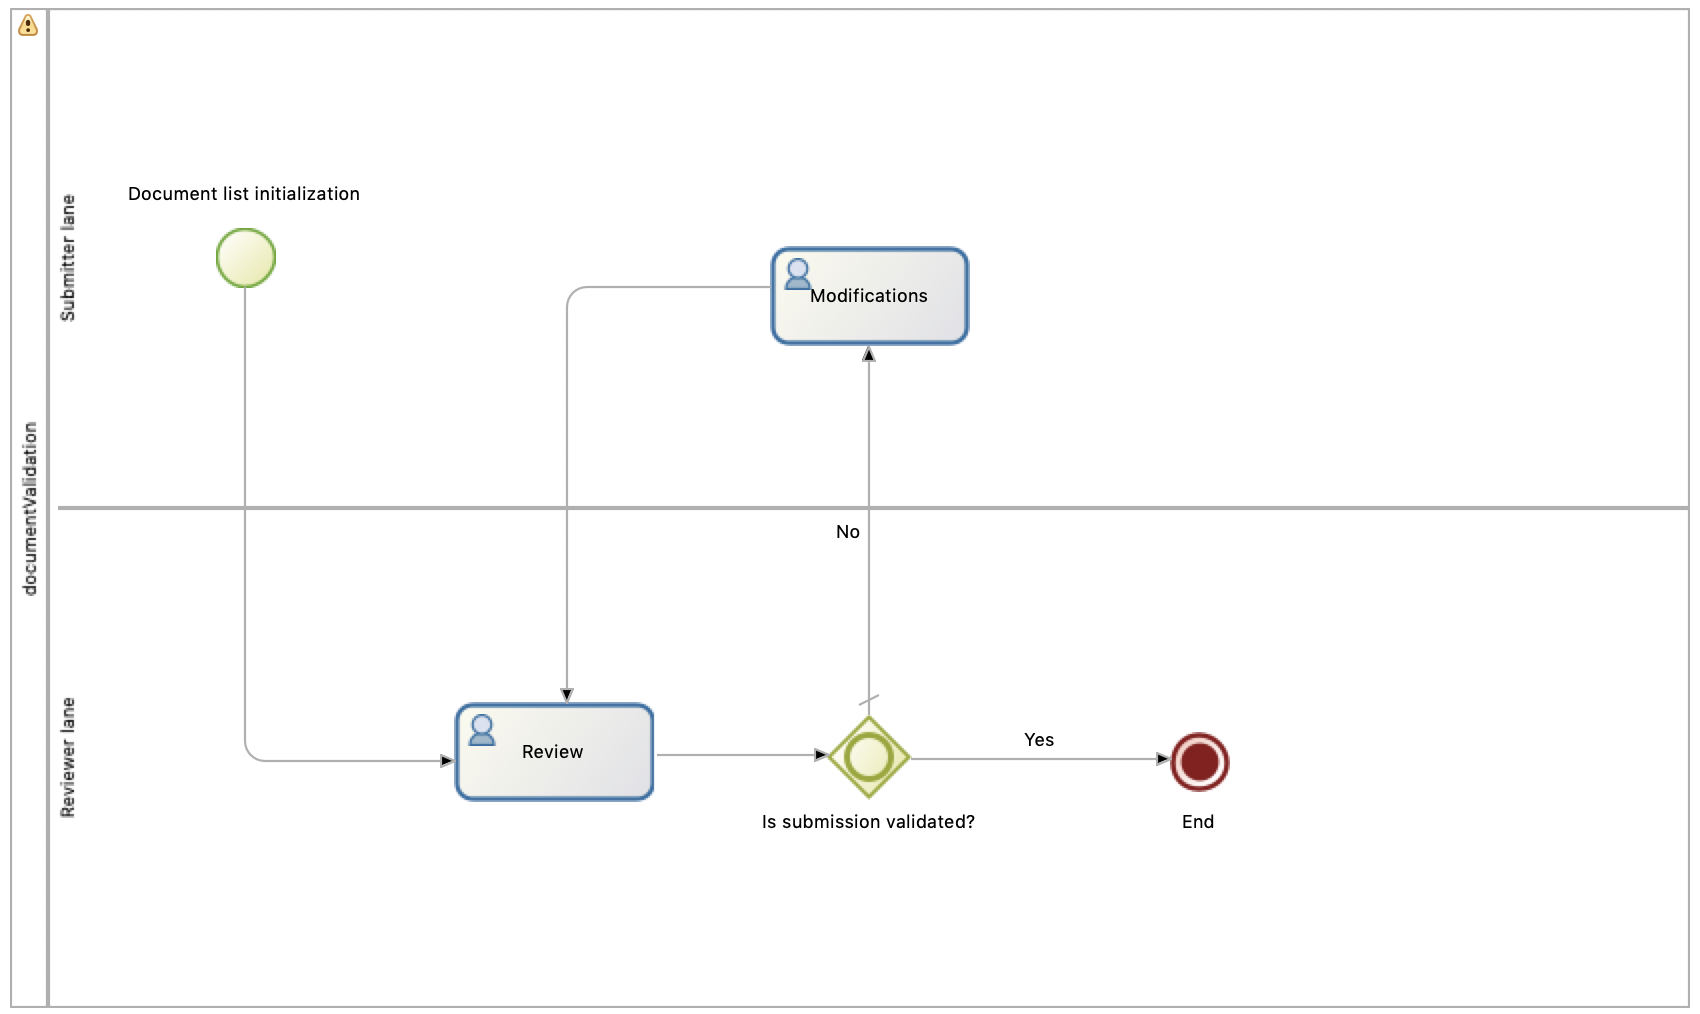 documentValidation
Submitter lane
Document list initialization
Modifications
No
Reviewer lane
Review
Is submission validated?
Yes
End